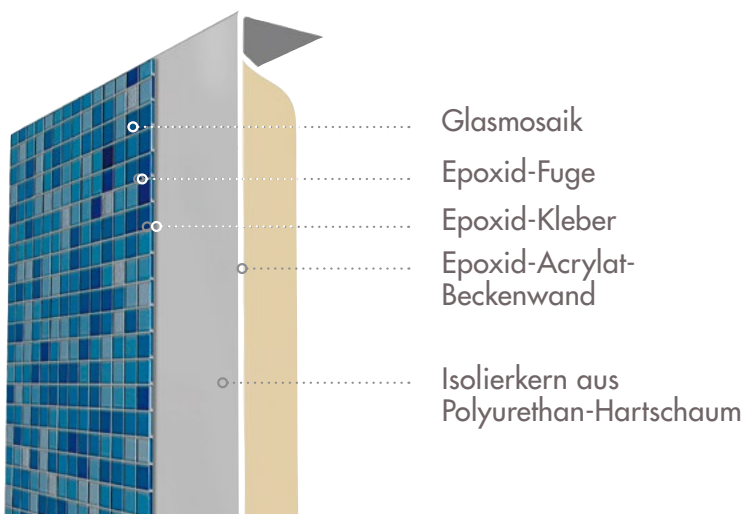 Glasmosaik
Epoxid-Fuge
Epoxid-Kleber
Epoxid-Acrylat-
Beckenwand
Isolierkern aus
Polyurethan-Hartschaum